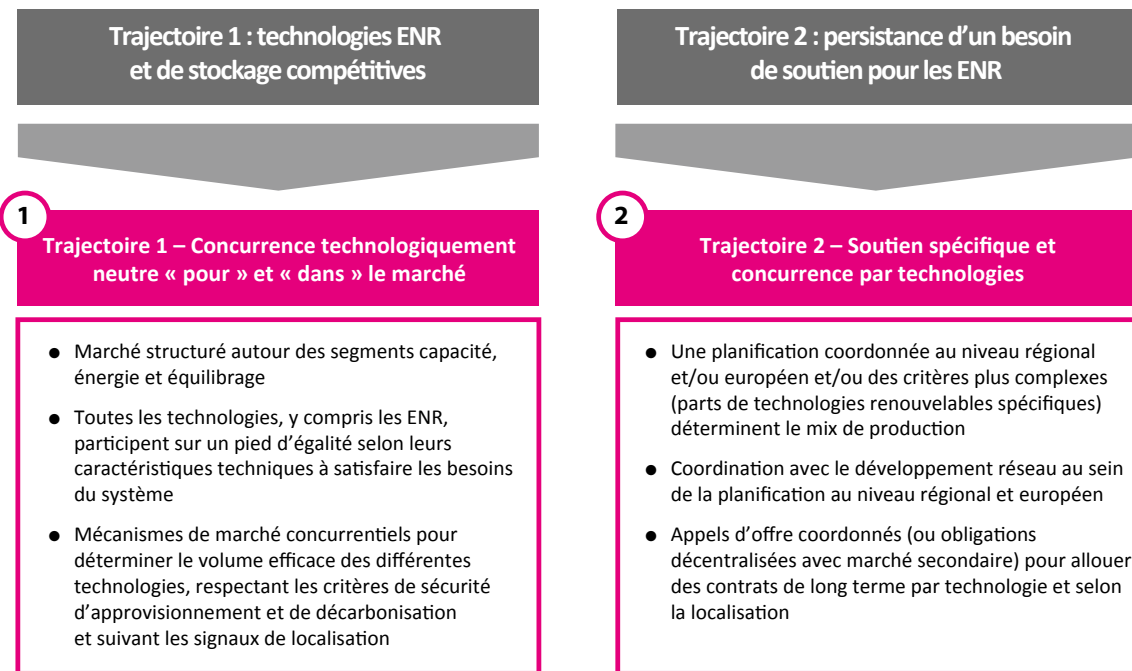 Trajectoire 1 : technologies ENR
et de stockage compétitives
Trajectoire 2 : persistance d’un besoin
de soutien pour les ENR
1
Trajectoire 1 – Concurrence technologiquement
neutre « pour » et « dans » le marché
● Marché structuré autour des segments capacité,
énergie et équilibrage
● Toutes les technologies, y compris les ENR,
participent sur un pied d’égalité selon leurs
caractéristiques techniques à satisfaire les besoins
du système
● Mécanismes de marché concurrentiels pour
déterminer le volume efficace des différentes
technologies, respectant les critères de sécurité
d’approvisionnement et de décarbonisation
et suivant les signaux de localisation
2
Trajectoire 2 – Soutien spécifique et
concurrence par technologies
● Une planification coordonnée au niveau régional
et/ou européen et/ou des critères plus complexes
(parts de technologies renouvelables spécifiques)
déterminent le mix de production
● Coordination avec le développement réseau au sein
de la planification au niveau régional et européen
● Appels d’offre coordonnés (ou obligations
décentralisées avec marché secondaire) pour allouer
des contrats de long terme par technologie et selon
la localisation